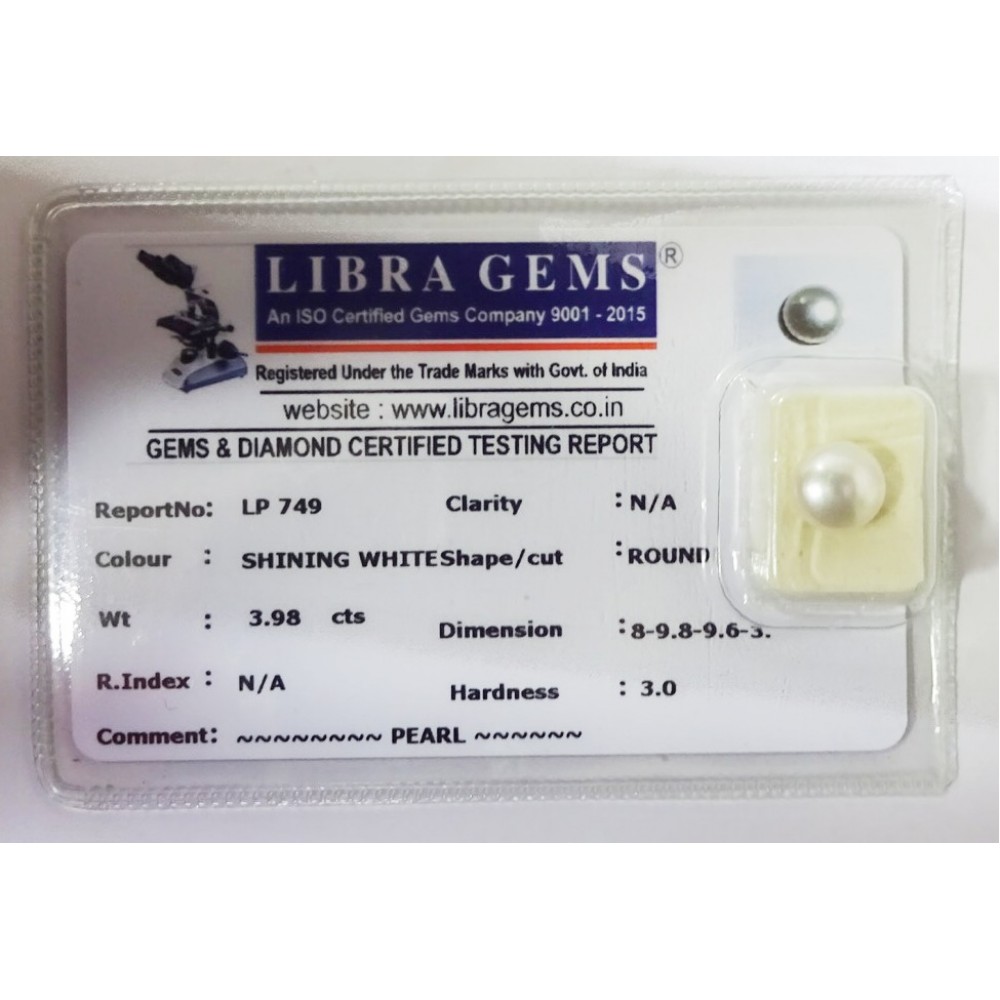 LIBRA GEMS®
An ISO Certified Gems Company 9001 - 2015
Registered Under the Trade Marks with Govt. of India
website : www.libragems.co.in
GEMS & DIAMOND CERTIFIED TESTING REPORT
ReportNo: LP 749 Clarity : N/A
Colour : SHINING WHITE Shape/cut : ROUND
Wt : 3.98 cts Dimension : 8-9.8-9.6-3.
R.Index : N/A Hardness : 3.0
Comment: ~~~~~~~~ PEARL ~~~~~~